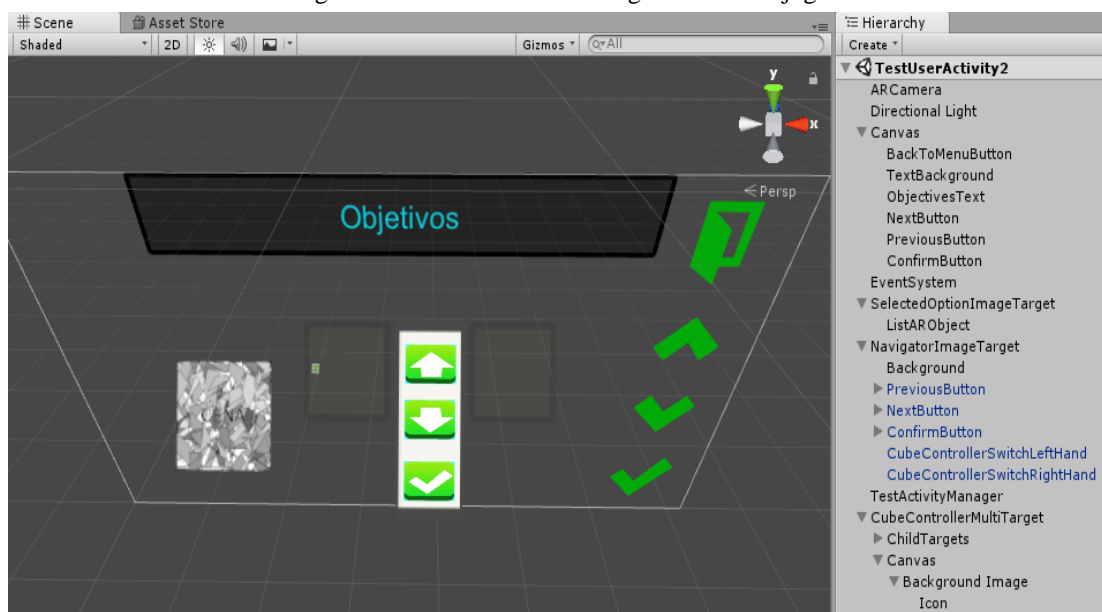 Scene Asset Store
Shaded 2D Gizmos All
y
x
Persp
Objetivos
CENA
Hierarchy
Create
TestUserActivity2
ARCamera
Directional Light
Canvas
BackToMenuButton
TextBackground
ObjectivesText
NextButton
PreviousButton
ConfirmButton
EventSystem
SelectedOptionImageTarget
ListARObject
NavigatorImageTarget
Background
PreviousButton
NextButton
ConfirmButton
CubeControllerSwitchLeftHand
CubeControllerSwitchRightHand
TestActivityManager
CubeControllerMultiTarget
ChildTargets
Canvas
Background Image
Icon